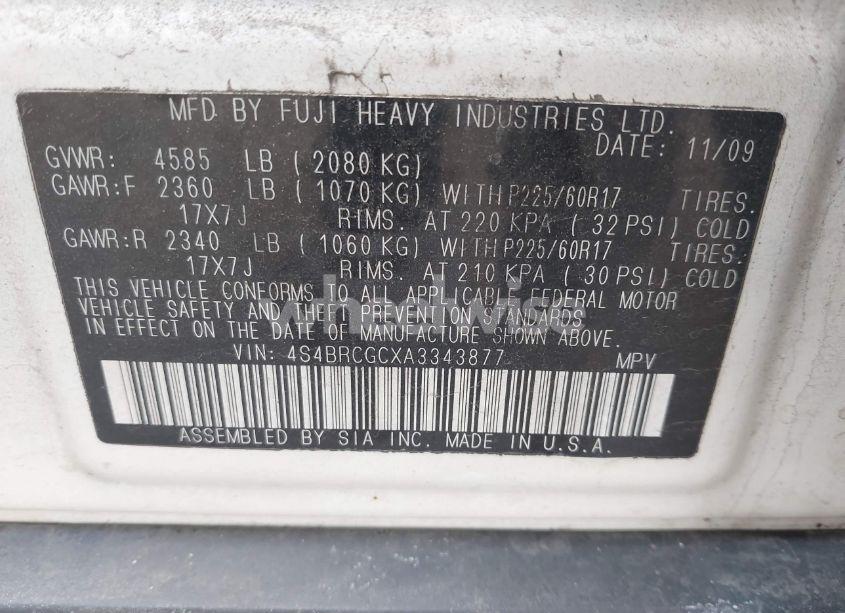 MFD BY FUJI HEAVY INDUSTRIES LTD.
DATE: 11/09
GVWR: 4585 LB ( 2080 KG)
GAWR:F 2360 LB ( 1070 KG) WITH P225/60R17 TIRES.
17X7J RIMS. AT 220 KPA ( 32 PSI) COLD
GAWR:R 2340 LB ( 1060 KG) WITH P225/60R17 TIRES.
17X7J RIMS. AT 210 KPA ( 30 PSI) COLD
THIS VEHICLE CONFORMS TO ALL APPLICABLE FEDERAL MOTOR
VEHICLE SAFETY AND THEFT PREVENTION STANDARDS
IN EFFECT ON THE DATE OF MANUFACTURE SHOWN ABOVE.
VIN: 4S4BRCGCXA3343877 MPV
ASSEMBLED BY SIA INC. MADE IN U.S.A.